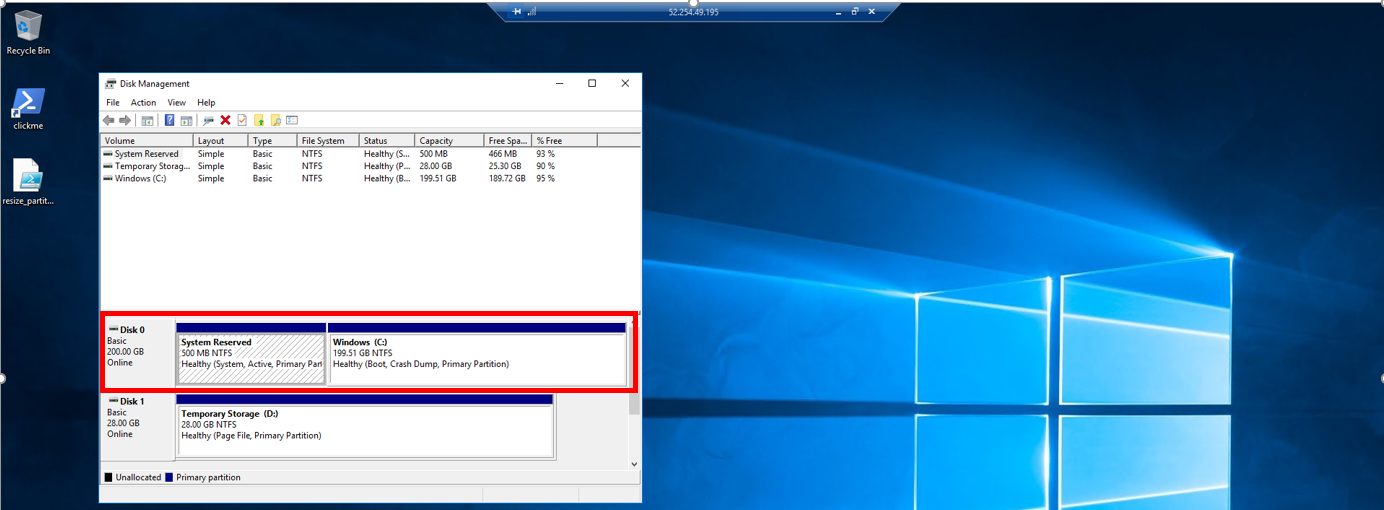 52.254.49.195
Recycle Bin
clickme
resize_partit...
Disk Management
File Action View Help
Volume Layout Type File System Status Capacity Free Spa... % Free
System Reserved Simple Basic NTFS Healthy (S... 500 MB 466 MB 93 %
Temporary Storag... Simple Basic NTFS Healthy (P... 28.00 GB 25.30 GB 90 %
Windows (C:) Simple Basic NTFS Healthy (B... 199.51 GB 189.72 GB 95 %
Disk 0
Basic
200.00 GB
Online
System Reserved
500 MB NTFS
Healthy (System, Active, Primary Part
Windows (C:)
199.51 GB NTFS
Healthy (Boot, Crash Dump, Primary Partition)
Disk 1
Basic
28.00 GB
Online
Temporary Storage (D:)
28.00 GB NTFS
Healthy (Page File, Primary Partition)
Unallocated Primary partition